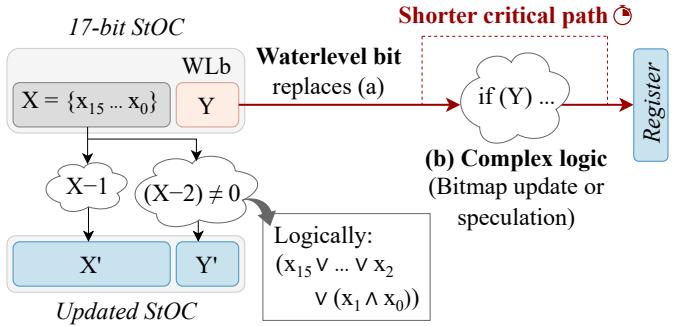 17-bit StOC
WLb
X = {x₁₅ ... x₀}
Y
Waterlevel bit
replaces (a)
Shorter critical path
if (Y) ...
Register
(b) Complex logic
(Bitmap update or
speculation)
X−1
(X−2) ≠ 0
Logically:
(x₁₅ ∨ ... ∨ x₂
∨ (x₁ ∧ x₀))
X'
Y'
Updated StOC